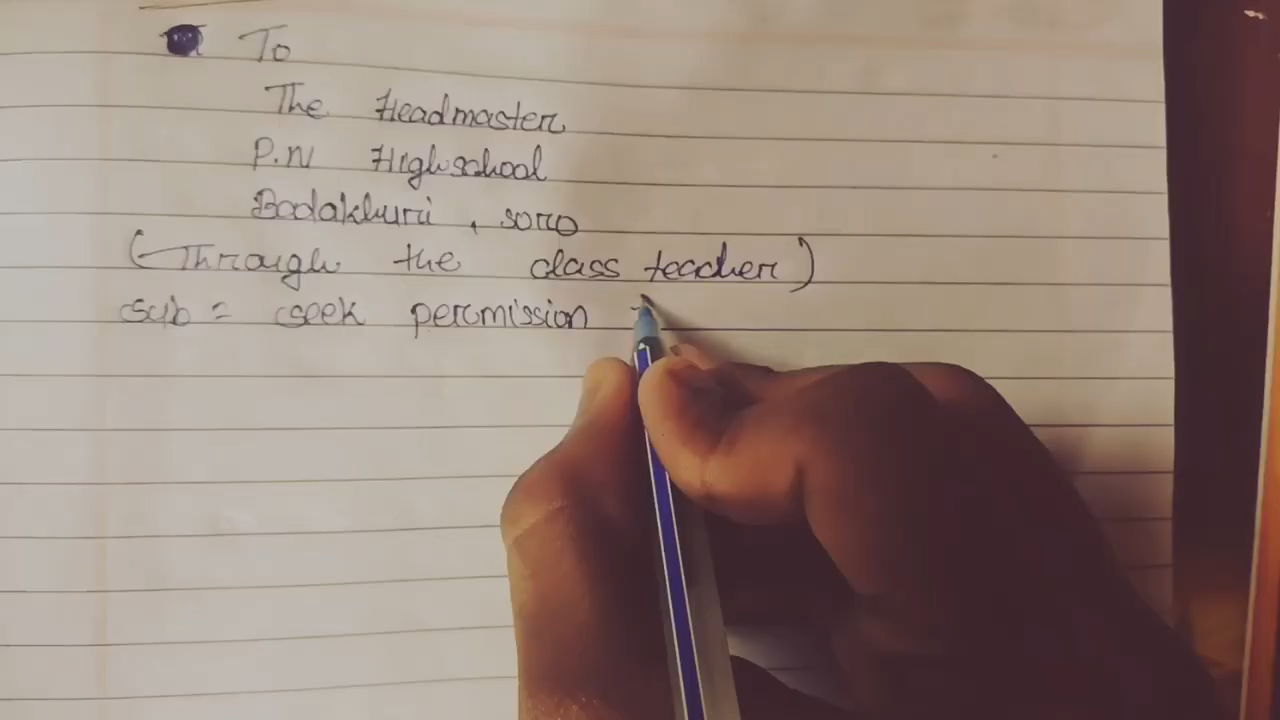 To
The Headmaster
P.N Highschool
Badakhuri, soro
(Through the class teacher)
sub = seek permission